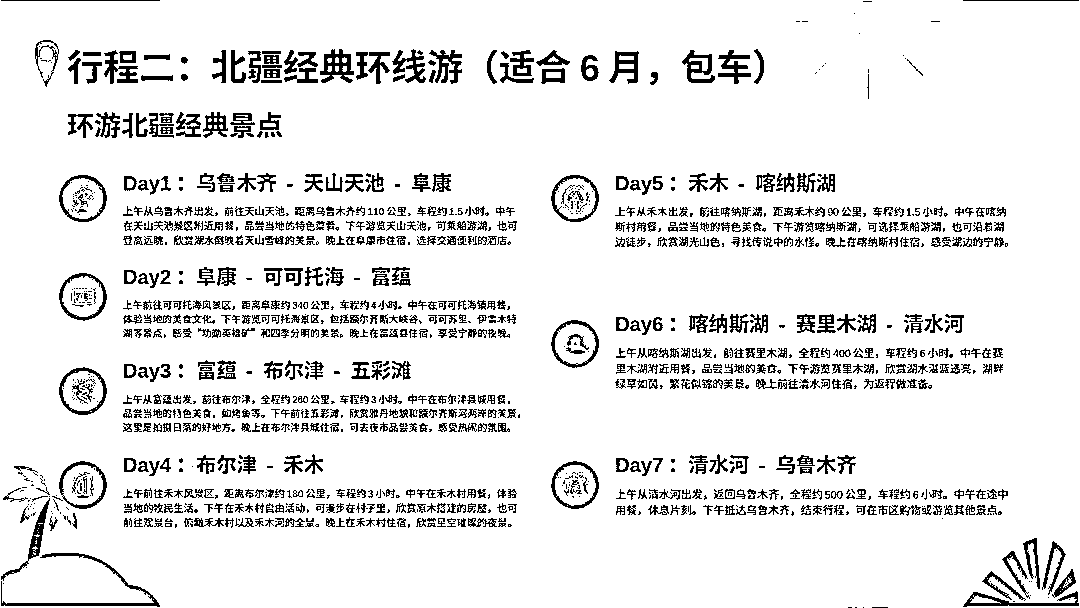 行程二：北疆经典环线游（适合 6 月，包车）
环游北疆经典景点
Day1：乌鲁木齐 - 天山天池 - 阜康
上午从乌鲁木齐出发，前往天山天池，距离乌鲁木齐约 110 公里，车程约 1.5 小时。中午
在天山天池景区附近用餐，品尝当地的特色菜肴。下午游览天山天池，可乘船游湖，也可
登高远眺，欣赏湖水倒映着天山雪峰的美景。晚上在阜康市住宿，选择交通便利的酒店。
Day2：阜康 - 可可托海 - 富蕴
上午前往可可托海风景区，距离阜康约 340 公里，车程约 4 小时。中午在可可托海镇用餐，
体验当地的美食文化。下午游览可可托海景区，包括额尔齐斯大峡谷、可可苏里、伊雷木特
湖等景点，感受“功勋英雄矿”和四季分明的美景。晚上在富蕴县住宿，享受宁静的夜晚。
Day3：富蕴 - 布尔津 - 五彩滩
上午从富蕴出发，前往布尔津，全程约 260 公里，车程约 3 小时。中午在布尔津县城用餐，
品尝当地的特色美食，如烤鱼等。下午前往五彩滩，欣赏雅丹地貌和额尔齐斯河两岸的美景，
这里是拍摄日落的好地方。晚上在布尔津县城住宿，可去夜市品尝美食，感受热闹的氛围。
Day4：布尔津 - 禾木
上午前往禾木风景区，距离布尔津约 180 公里，车程约 3 小时。中午在禾木村用餐，体验
当地的牧民生活。下午在禾木村自由活动，可漫步在村子里，欣赏原木搭建的房屋，也可
前往观景台，俯瞰禾木村以及禾木河的全景。晚上在禾木村住宿，欣赏星空璀璨的夜景。
Day5：禾木 - 喀纳斯湖
上午从禾木出发，前往喀纳斯湖，距离禾木约 90 公里，车程约 1.5 小时。中午在喀纳
斯村用餐，品尝当地的特色美食。下午游览喀纳斯湖，可选择乘船游湖，也可沿着湖
边徒步，欣赏湖光山色，寻找传说中的水怪。晚上在喀纳斯村住宿，感受湖边的宁静。
Day6：喀纳斯湖 - 赛里木湖 - 清水河
上午从喀纳斯湖出发，前往赛里木湖，全程约 400 公里，车程约 6 小时。中午在赛
里木湖附近用餐，品尝当地的美食。下午游览赛里木湖，欣赏湖水湛蓝透亮，湖畔
绿草如茵，繁花似锦的美景。晚上前往清水河住宿，为返程做准备。
Day7：清水河 - 乌鲁木齐
上午从清水河出发，返回乌鲁木齐，全程约 500 公里，车程约 6 小时。中午在途中
用餐，休息片刻。下午抵达乌鲁木齐，结束行程，可在市区购物或游览其他景点。